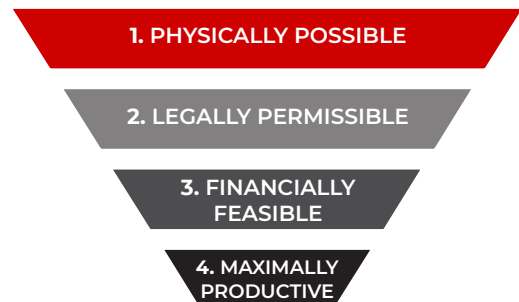 1. PHYSICALLY POSSIBLE
2. LEGALLY PERMISSIBLE
3. FINANCIALLY
FEASIBLE
4. MAXIMALLY
PRODUCTIVE